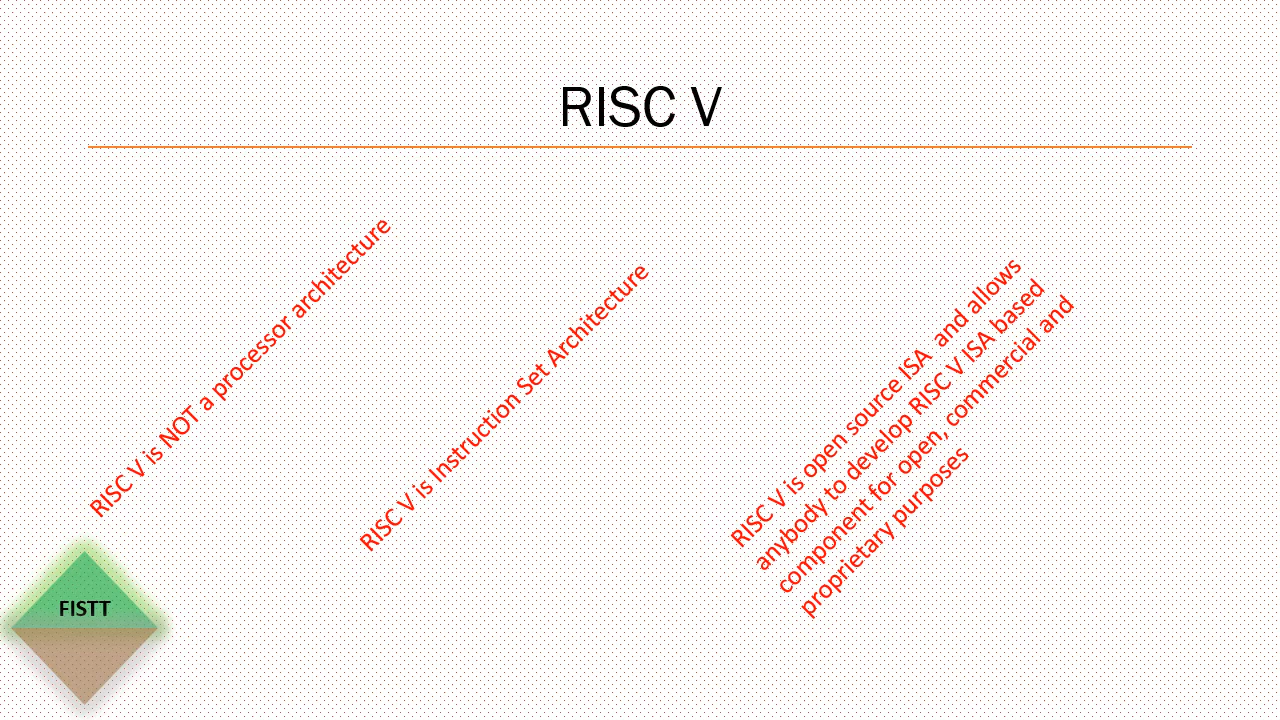 RISC V
RISC V is NOT a processor architecture
RISC V is Instruction Set Architecture
RISC V is open source ISA  and allows
anybody to develop RISC V ISA based
component for open, commercial and
proprietary purposes
FISTT